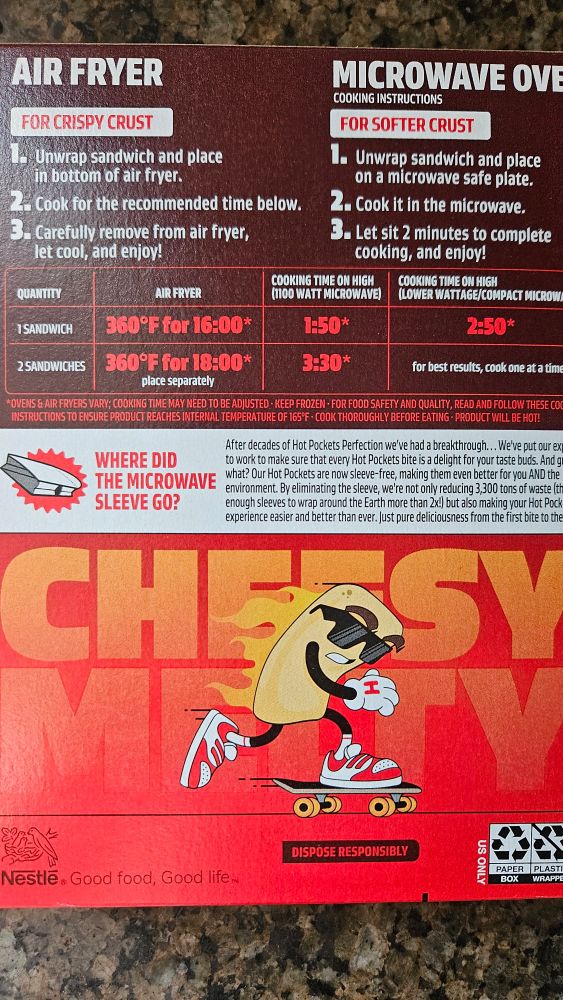 AIR FRYER
FOR CRISPY CRUST
1. Unwrap sandwich and place
in bottom of air fryer.
2. Cook for the recommended time below.
3. Carefully remove from air fryer,
let cool, and enjoy!
MICROWAVE OVE
COOKING INSTRUCTIONS
FOR SOFTER CRUST
1. Unwrap sandwich and place
on a microwave safe plate.
2. Cook it in the microwave.
3. Let sit 2 minutes to complete
cooking, and enjoy!
QUANTITY
AIR FRYER
COOKING TIME ON HIGH
(1100 WATT MICROWAVE)
COOKING TIME ON HIGH
(LOWER WATTAGE/COMPACT MICROWA
1 SANDWICH
360°F for 16:00*
1:50*
2:50*
2 SANDWICHES
360°F for 18:00*
place separately
3:30*
for best results, cook one at a time
*OVENS & AIR FRYERS VARY; COOKING TIME MAY NEED TO BE ADJUSTED · KEEP FROZEN · FOR FOOD SAFETY AND QUALITY, READ AND FOLLOW THESE COO
INSTRUCTIONS TO ENSURE PRODUCT REACHES INTERNAL TEMPERATURE OF 165°F · COOK THOROUGHLY BEFORE EATING · PRODUCT WILL BE HOT!
WHERE DID
THE MICROWAVE
SLEEVE GO?
After decades of Hot Pockets Perfection we've had a breakthrough... We've put our exp
to work to make sure that every Hot Pockets bite is a delight for your taste buds. And g
what? Our Hot Pockets are now sleeve-free, making them even better for you AND the
environment. By eliminating the sleeve, we're not only reducing 3,300 tons of waste (th
enough sleeves to wrap around the Earth more than 2x!) but also making your Hot Pock
experience easier and better than ever. Just pure deliciousness from the first bite to the
CHEESY
MELTY
H
DISPOSE RESPONSIBLY
Nestlé® Good food, Good life™
US ONLY
PAPER
BOX
PLASTI
WRAPPE